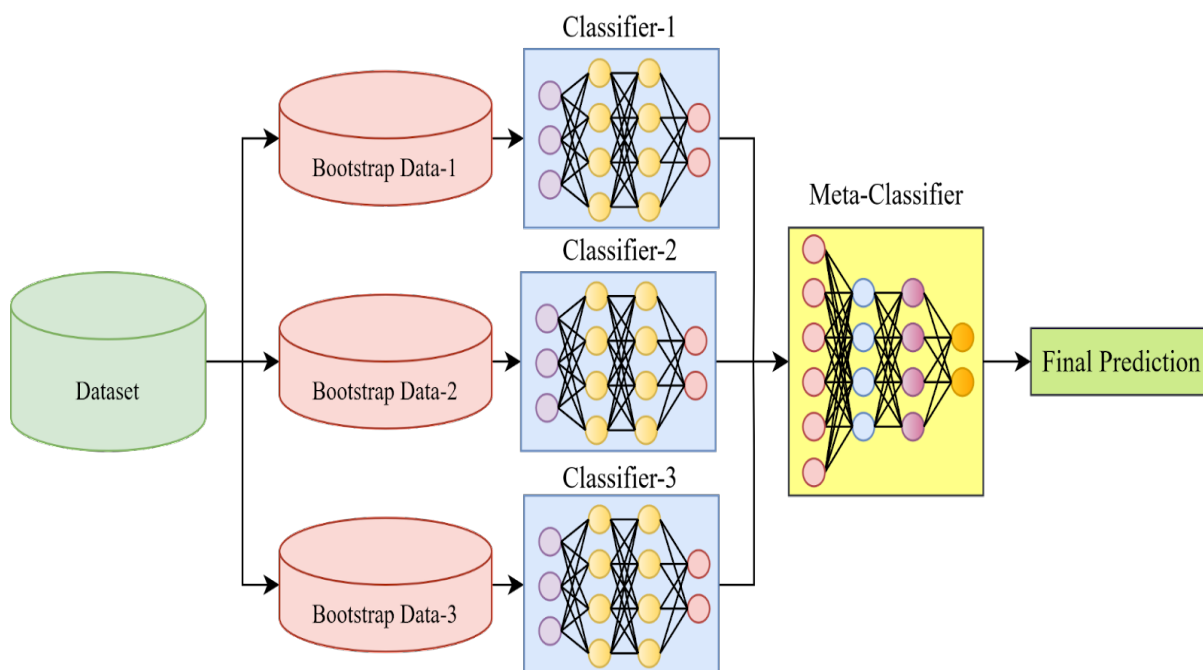 Classifier-1
Bootstrap Data-1
Classifier-2
Meta-Classifier
Dataset
Bootstrap Data-2
Final Prediction
Classifier-3
Bootstrap Data-3